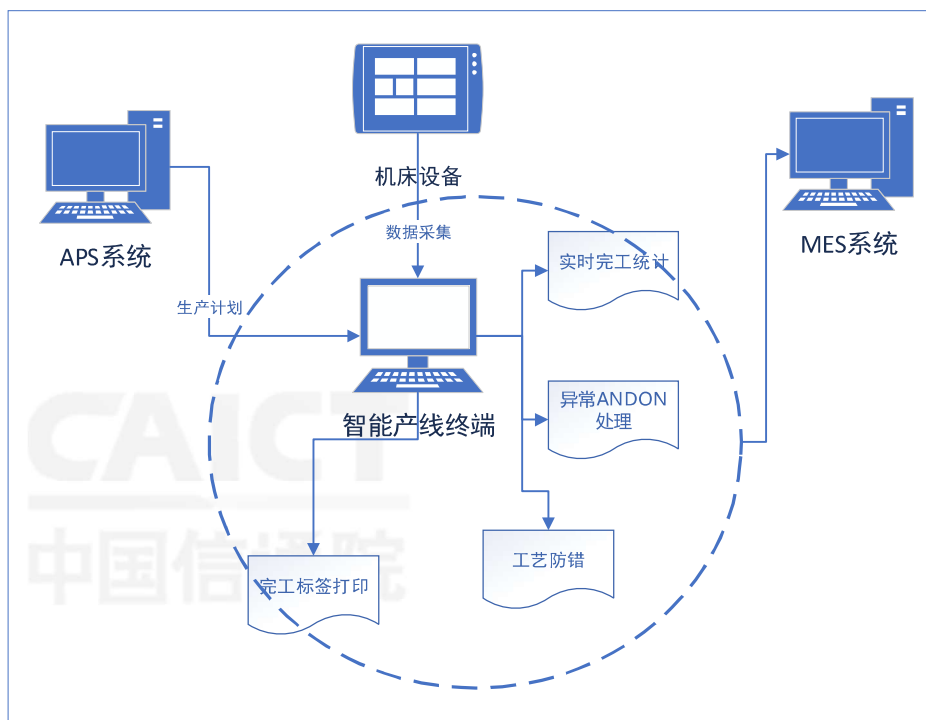 机床设备
APS系统
MES系统
数据采集
实时完工统计
生产计划
异常ANDON
处理
智能产线终端
CAICT
中国信通院
工艺防错
完工标签打印